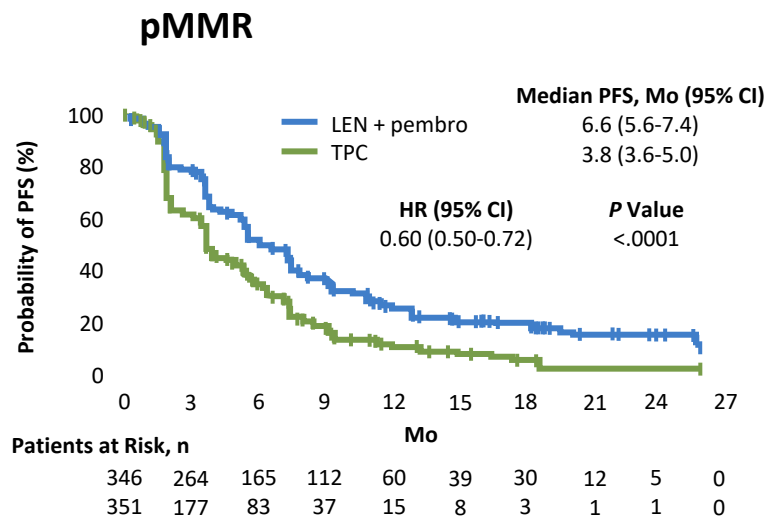 pMMR
Median PFS, Mo (95% CI)
LEN + pembro 6.6 (5.6-7.4)
TPC 3.8 (3.6-5.0)
HR (95% CI) P Value
0.60 (0.50-0.72) <.0001
Probability of PFS (%)
100
80
60
40
20
0
0 3 6 9 12 15 18 21 24 27
Mo
Patients at Risk, n
346 264 165 112 60 39 30 12 5 0
351 177 83 37 15 8 3 1 1 0